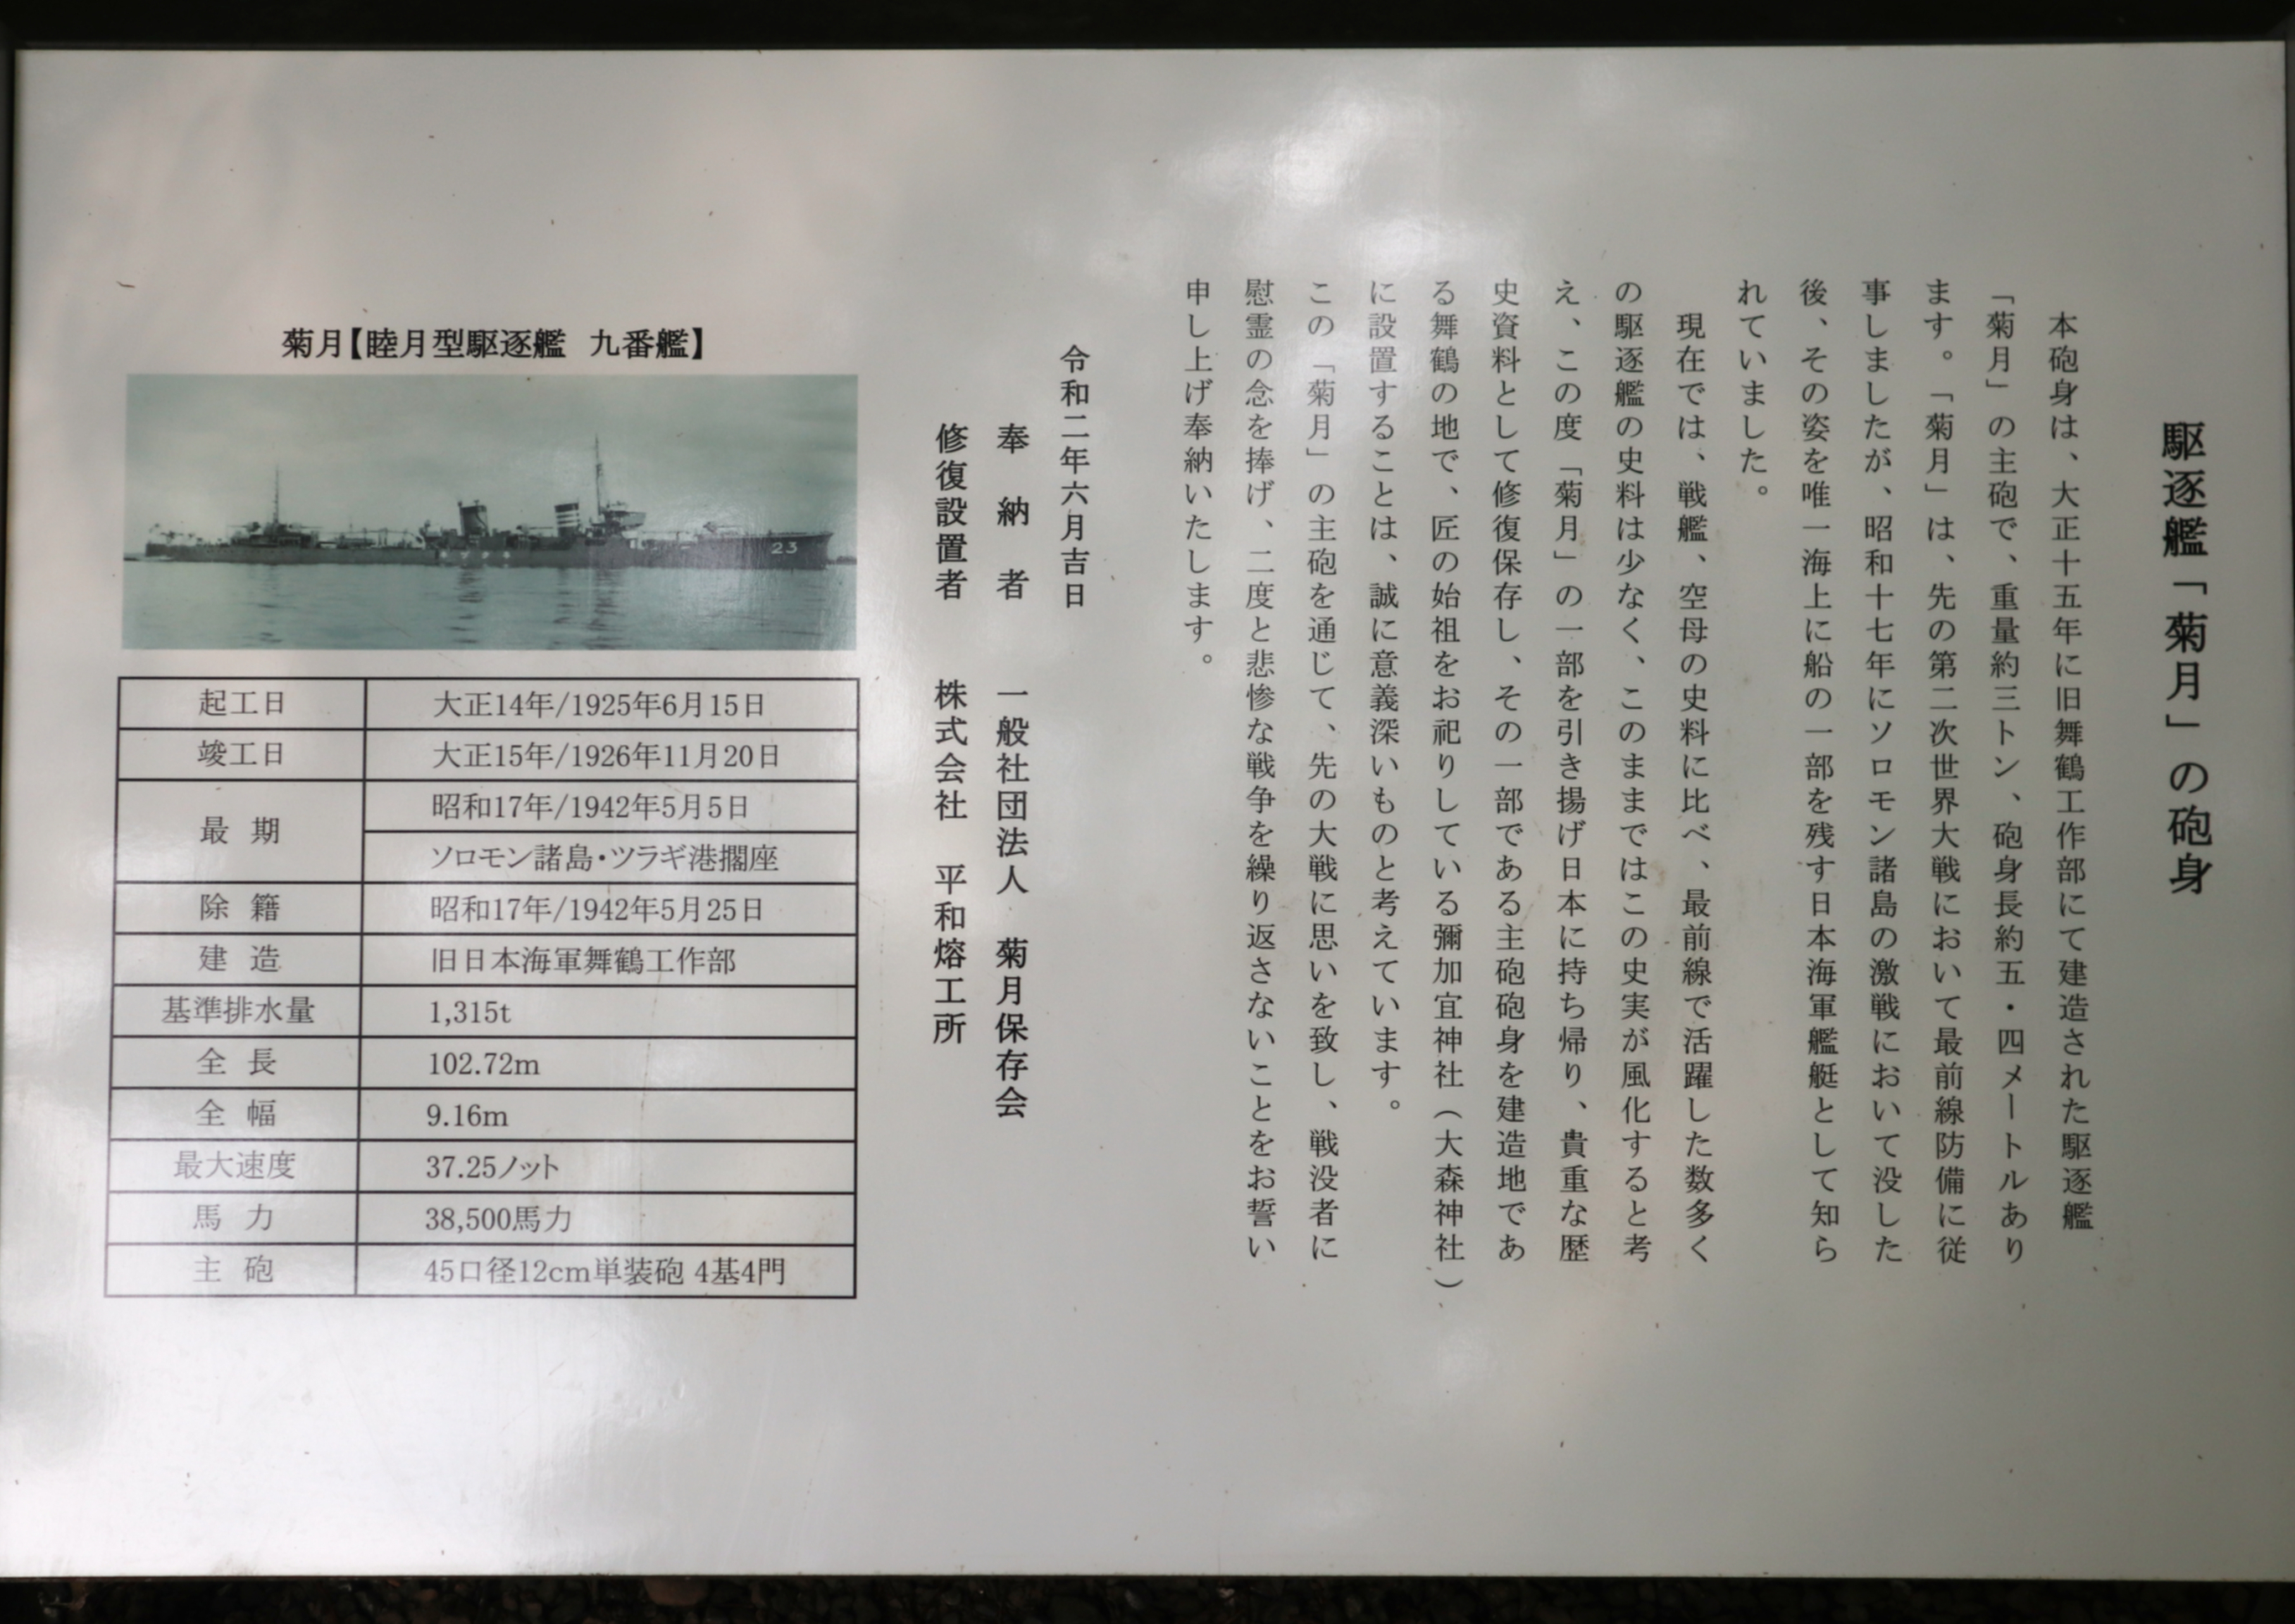 駆逐艦「菊月」の砲身
本砲身は、大正十五年に旧舞鶴工作部にて建造された駆逐艦
「菊月」の主砲で、重量約三トン、砲身長約五・四メートルあり
ます。「菊月」は、先の第二次世界大戦において最前線防備に従
事しましたが、昭和十七年にソロモン諸島の激戦において没した
後、その姿を唯一海上に船の一部を残す日本海軍艦艇として知ら
れていました。
現在では、戦艦、空母の史料に比べ、最前線で活躍した数多く
の駆逐艦の史料は少なく、このままではこの史実が風化すると考
え、この度「菊月」の一部を引き揚げ日本に持ち帰り、貴重な歴
史資料として修復保存し、その一部である主砲砲身を建造地であ
る舞鶴の地で、匠の始祖をお祀りしている彌加宜神社(大森神社)
に設置することは、誠に意義深いものと考えています。
この「菊月」の主砲を通じて、先の大戦に思いを致し、戦没者に
慰霊の念を捧げ、二度と悲惨な戦争を繰り返さないことをお誓い
申し上げ奉納いたします。
令和二年六月吉日
奉納者 一般社団法人 菊月保存会
修復設置者 株式会社 平和熔工所
菊月【睦月型駆逐艦 九番艦】
23
起工日 大正14年/1925年6月15日
竣工日 大正15年/1926年11月20日
最期 昭和17年/1942年5月5日
ソロモン諸島・ツラギ港擱座
除籍 昭和17年/1942年5月25日
建造 旧日本海軍舞鶴工作部
基準排水量 1,315t
全長 102.72m
全幅 9.16m
最大速度 37.25ノット
馬力 38,500馬力
主砲 45口径12cm単装砲 4基4門